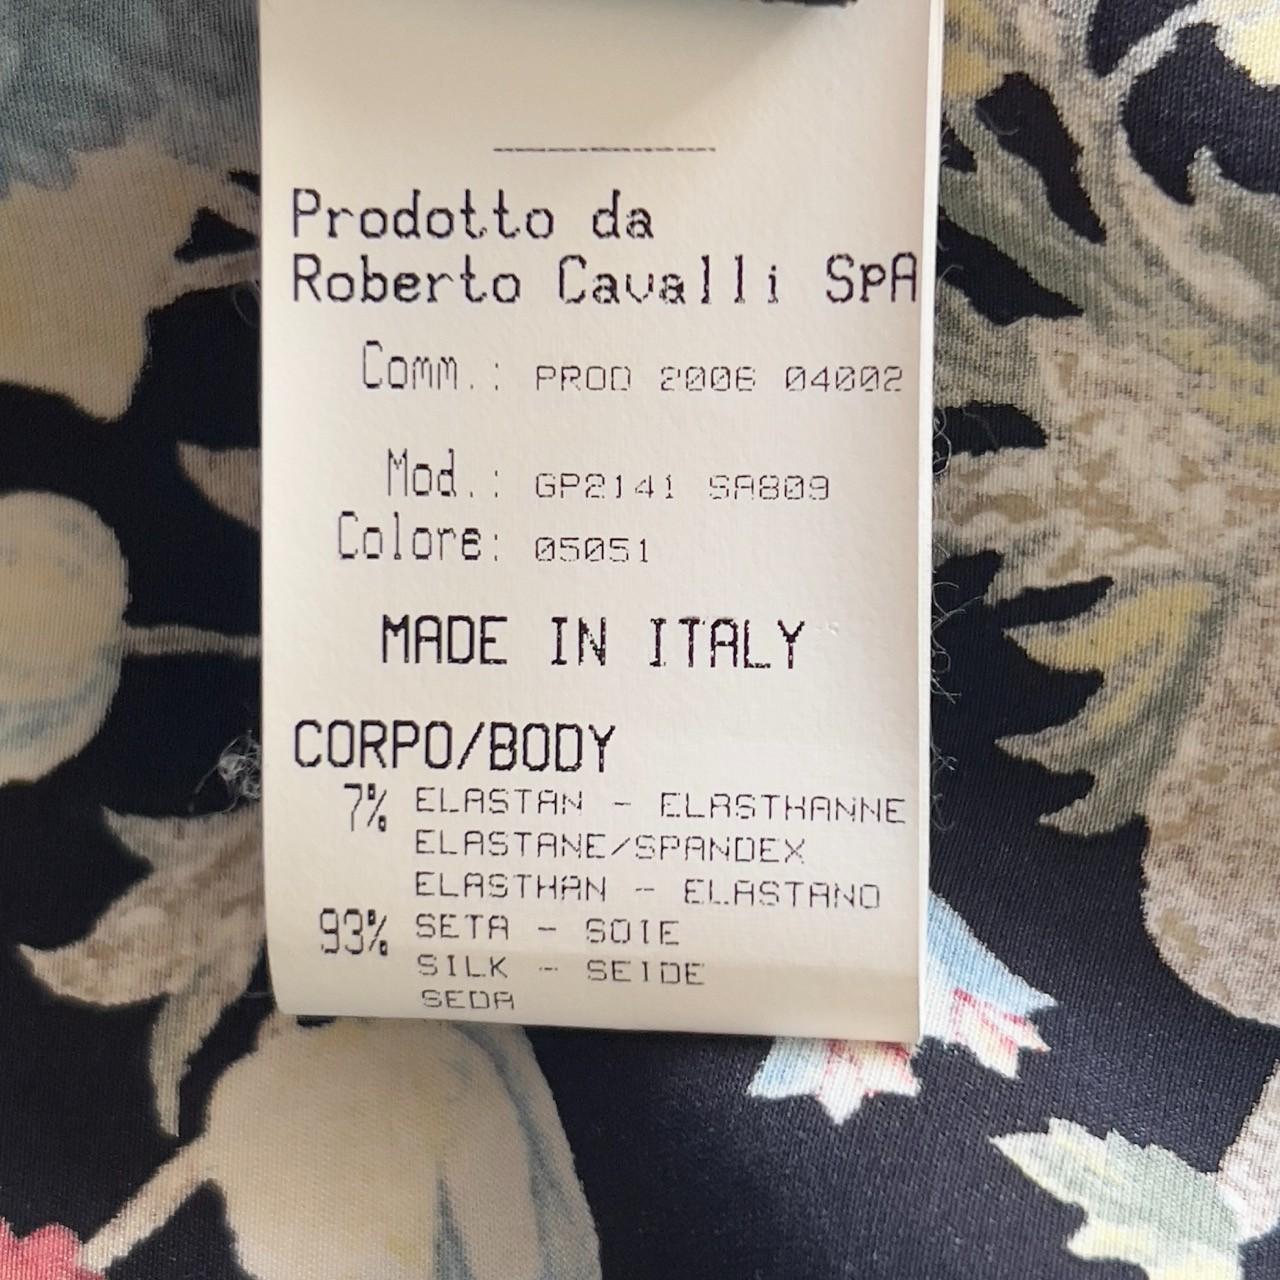 Prodotto da
Roberto Cavalli SpA
Comm.: PROD 2006 04002
Mod.: GP2141 SA809
Colore: 05051
MADE IN ITALY
CORPO/BODY
7% ELASTAN - ELASTHANNE
ELASTANE/SPANDEX
ELASTHAN - ELASTANO
93% SETA - SOIE
SILK - SEIDE
SEDA